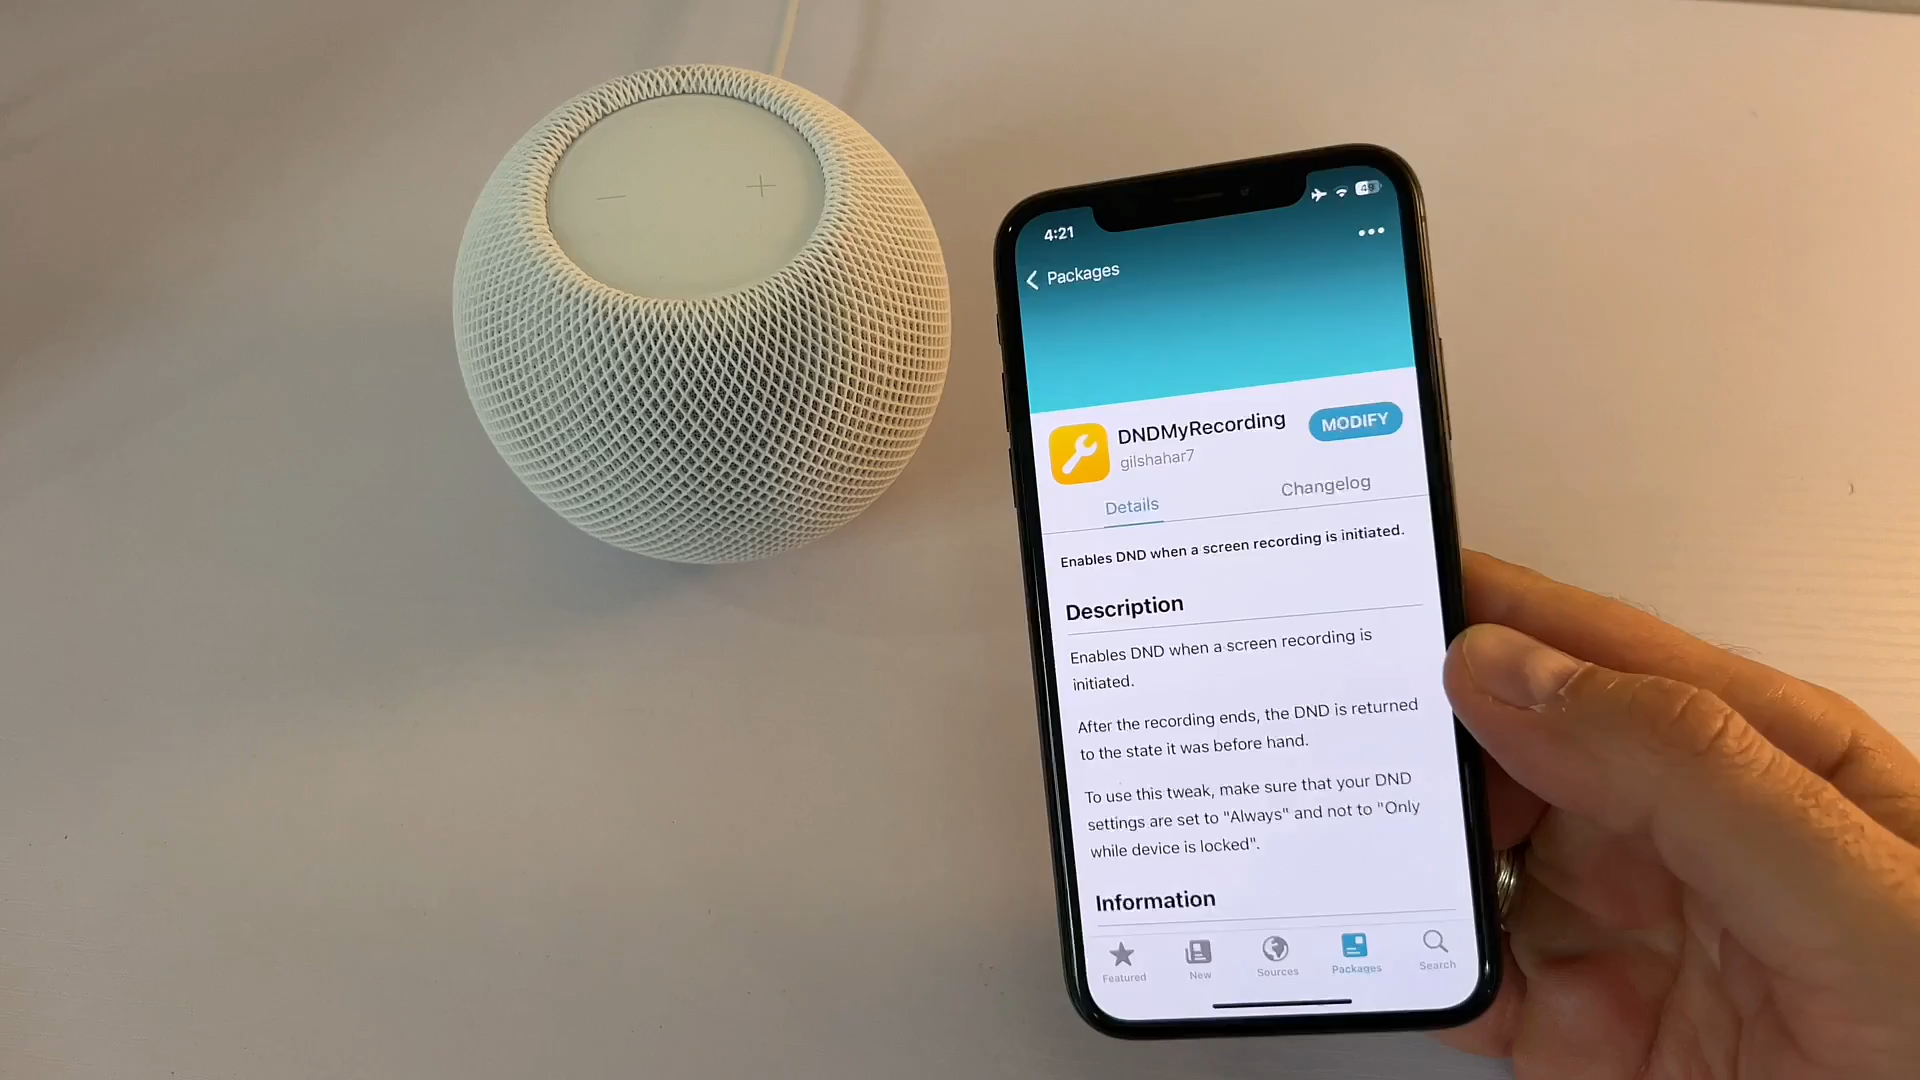 4:21
49
Packages
DNDMyRecording
MODIFY
gilshahar7
Details
Changelog
Enables DND when a screen recording is initiated.
Description
Enables DND when a screen recording is
initiated.
After the recording ends, the DND is returned
to the state it was before hand.
To use this tweak, make sure that your DND
settings are set to "Always" and not to "Only
while device is locked".
Information
Featured
New
Sources
Packages
Search